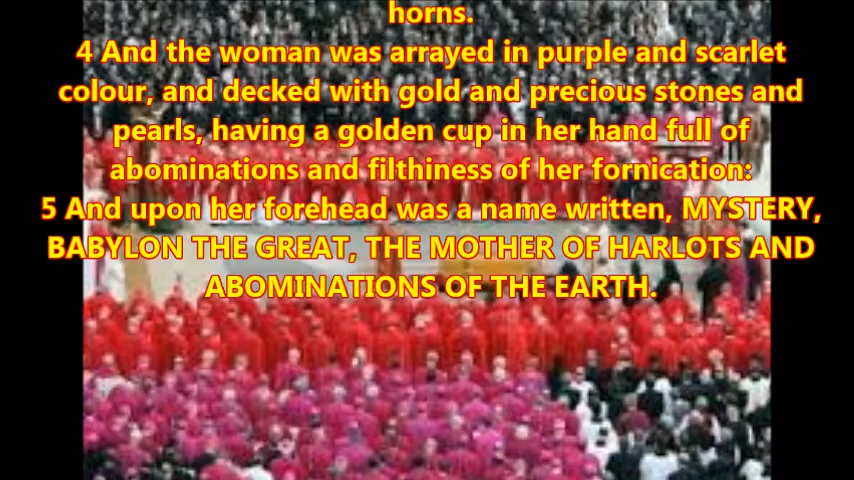 horns.
4 And the woman was arrayed in purple and scarlet
colour, and decked with gold and precious stones and
pearls, having a golden cup in her hand full of
abominations and filthiness of her fornication:
5 And upon her forehead was a name written, MYSTERY,
BABYLON THE GREAT, THE MOTHER OF HARLOTS AND
ABOMINATIONS OF THE EARTH.